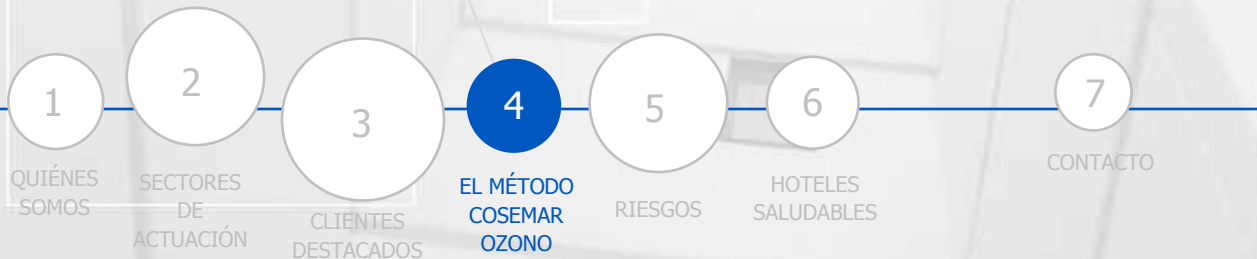 1
QUIÉNES
SOMOS
2
SECTORES
DE
ACTUACIÓN
3
CLIENTES
DESTACADOS
4
EL MÉTODO
COSEMAR
OZONO
5
RIESGOS
6
HOTELES
SALUDABLES
7
CONTACTO